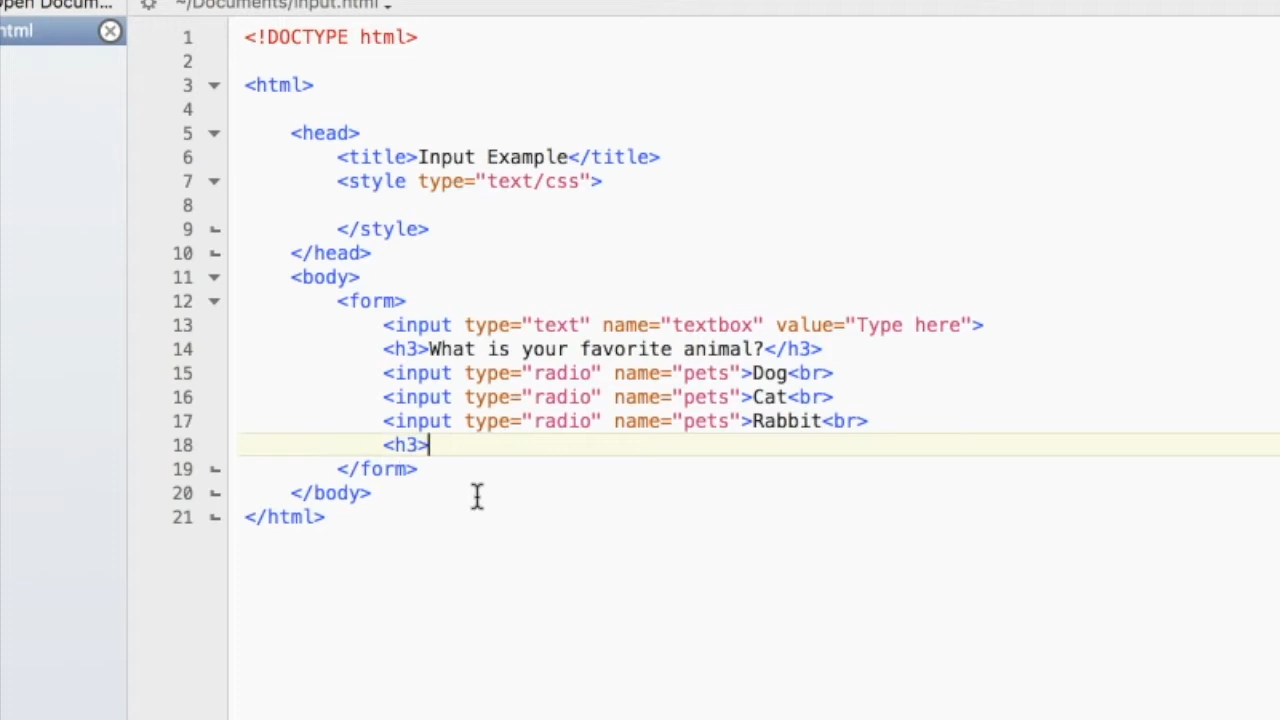 pen Docum...
~/Documents/input.html
html
1 <!DOCTYPE html>
2
3 <html>
4
5 <head>
6 <title>Input Example</title>
7 <style type="text/css">
8
9 </style>
10 </head>
11 <body>
12 <form>
13 <input type="text" name="textbox" value="Type here">
14 <h3>What is your favorite animal?</h3>
15 <input type="radio" name="pets">Dog<br>
16 <input type="radio" name="pets">Cat<br>
17 <input type="radio" name="pets">Rabbit<br>
18 <h3>
19 </form>
20 </body>
21 </html>